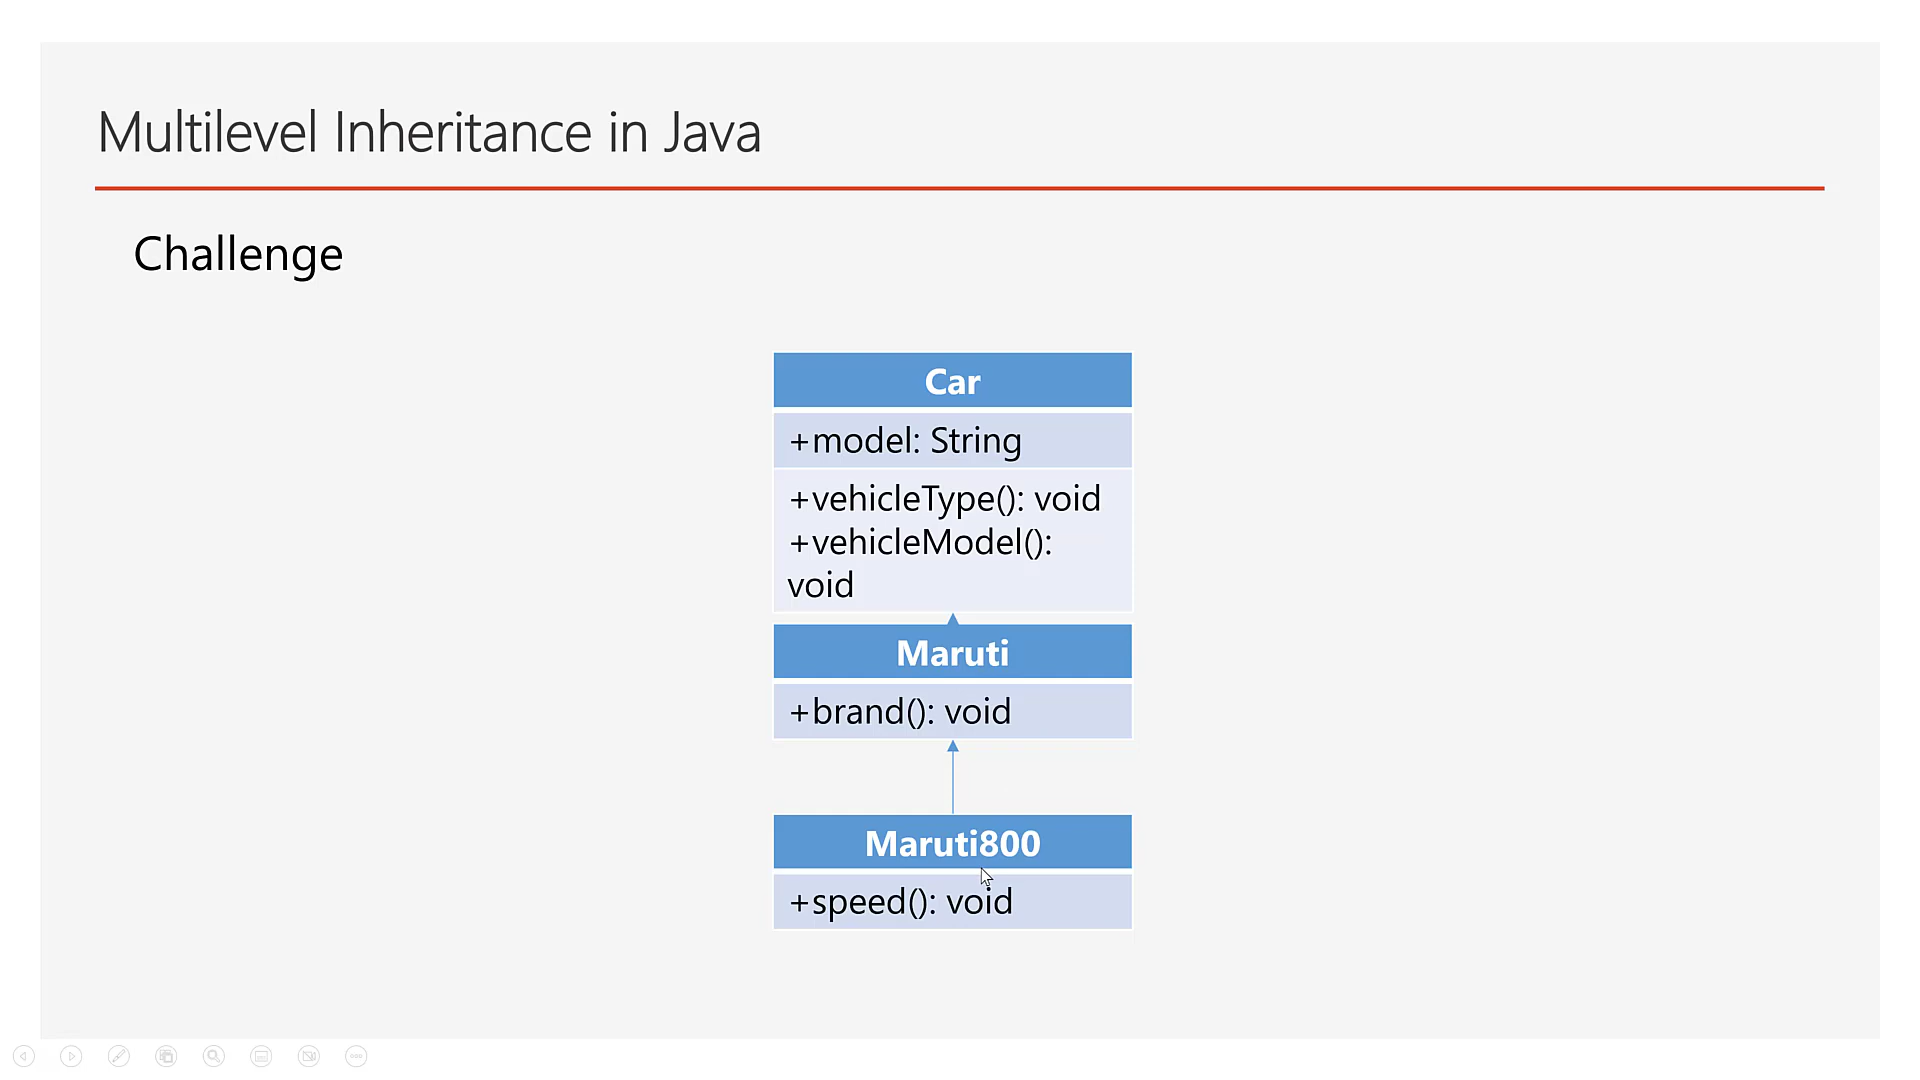 Multilevel Inheritance in Java
Challenge
Car
+model: String
+vehicleType(): void
+vehicleModel():
void
Maruti
+brand(): void
Maruti800
+speed(): void